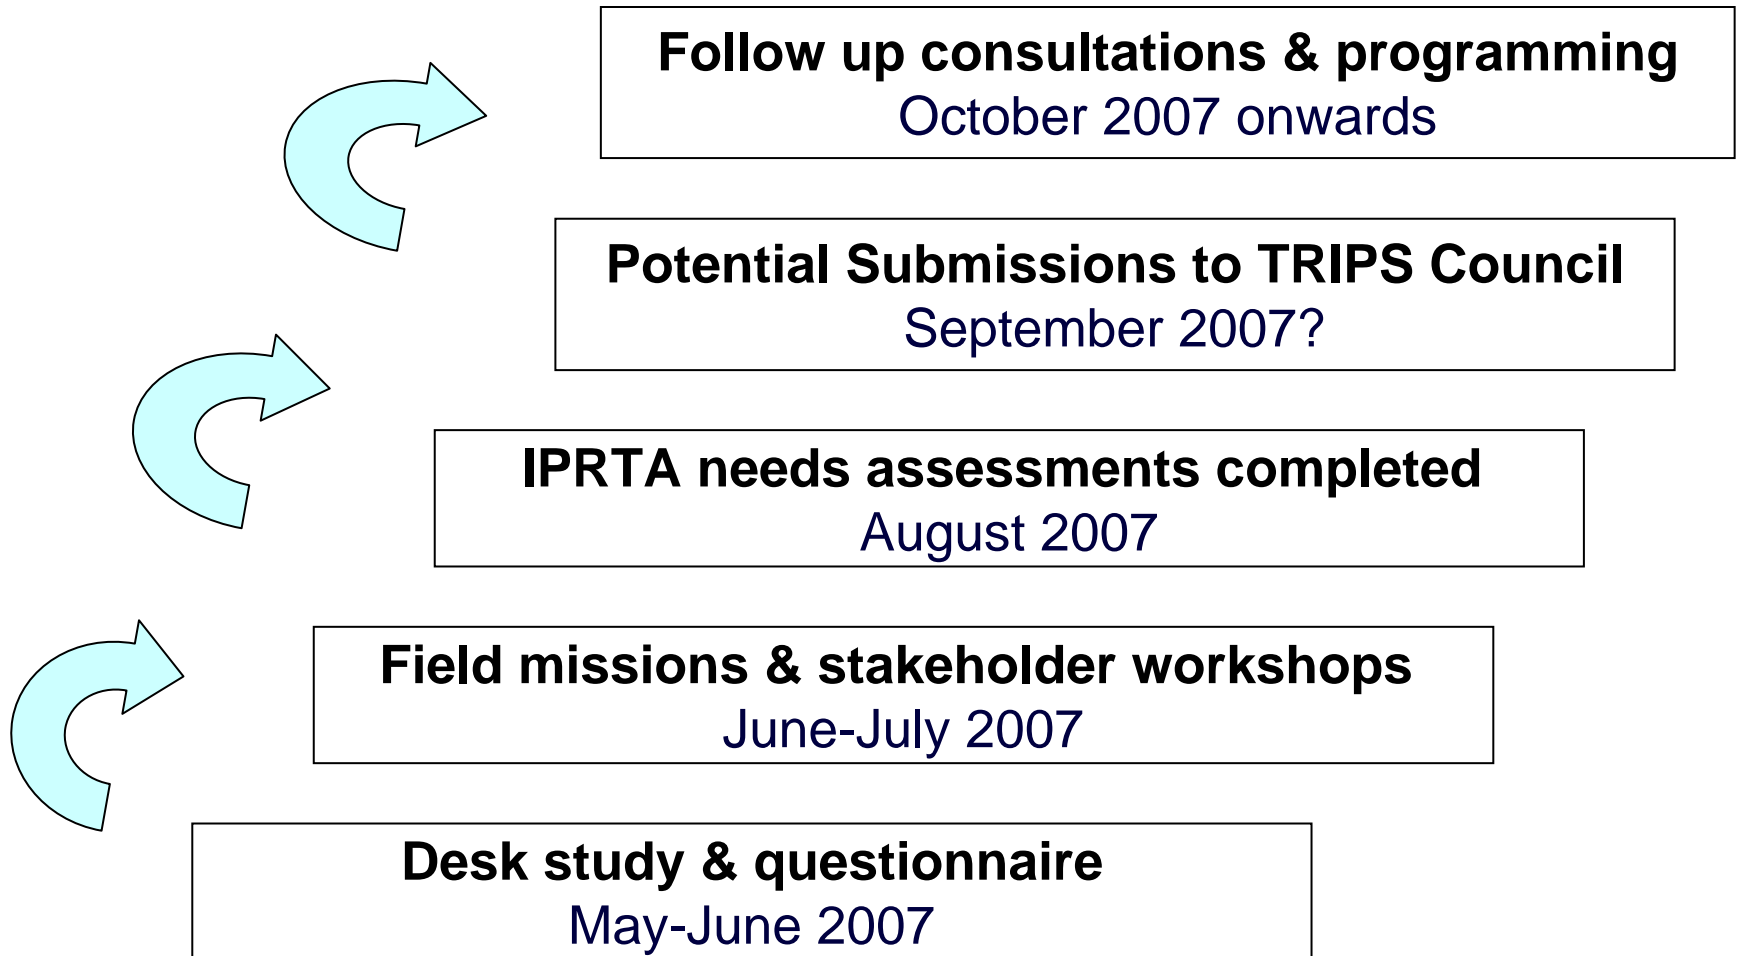 Follow up consultations & programming
October 2007 onwards
Potential Submissions to TRIPS Council
September 2007?
IPRTA needs assessments completed
August 2007
Field missions & stakeholder workshops
June-July 2007
Desk study & questionnaire
May-June 2007